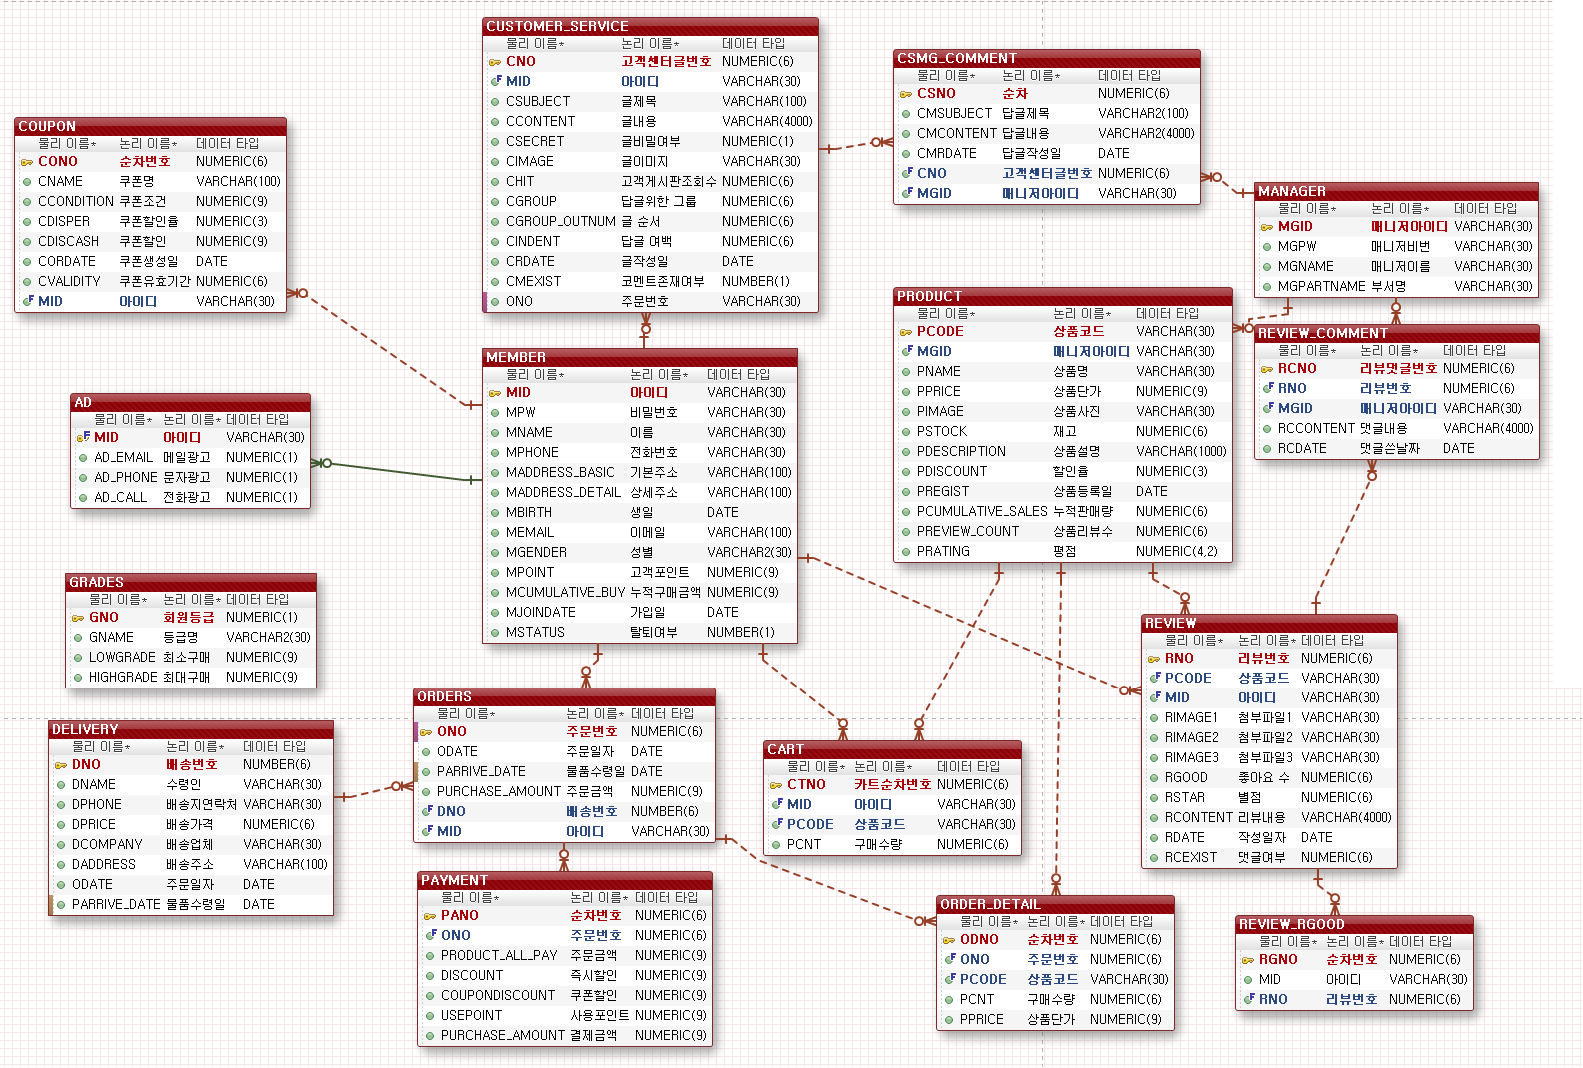 CUSTOMER_SERVICE
물리 이름* 논리 이름* 데이터 타입
CNO 고객센터글번호 NUMERIC(6)
MID 아이디 VARCHAR(30)
CSUBJECT 글제목 VARCHAR(100)
CCONTENT 글내용 VARCHAR(4000)
CSECRET 글비밀여부 NUMERIC(1)
CIMAGE 글이미지 VARCHAR(30)
CHIT 고객게시판조회수 NUMERIC(6)
CGROUP 답글위한 그룹 NUMERIC(6)
CGROUP_OUTNUM 글 순서 NUMERIC(6)
CINDENT 답글 여백 NUMERIC(6)
CRDATE 글작성일 DATE
CMEXIST 코멘트존재여부 NUMBER(1)
ONO 주문번호 VARCHAR(30)
CSMG_COMMENT
물리 이름* 논리 이름* 데이터 타입
CSNO 순차 NUMERIC(6)
CMSUBJECT 답글제목 VARCHAR2(100)
CMCONTENT 답글내용 VARCHAR2(4000)
CMRDATE 답글작성일 DATE
CNO 고객센터글번호 NUMERIC(6)
MGID 매니저아이디 VARCHAR(30)
COUPON
물리 이름* 논리 이름* 데이터 타입
CONO 순차번호 NUMERIC(6)
CNAME 쿠폰명 VARCHAR(100)
CCONDITION 쿠폰조건 NUMERIC(9)
CDISPER 쿠폰할인율 NUMERIC(3)
CDISCASH 쿠폰할인 NUMERIC(9)
CORDATE 쿠폰생성일 DATE
CVALIDITY 쿠폰유효기간 NUMERIC(6)
MID 아이디 VARCHAR(30)
MANAGER
물리 이름* 논리 이름* 데이터 타입
MGID 매니저아이디 VARCHAR(30)
MGPW 매니저비번 VARCHAR(30)
MGNAME 매니저이름 VARCHAR(30)
MGPARTNAME 부서명 VARCHAR(30)
PRODUCT
물리 이름* 논리 이름* 데이터 타입
PCODE 상품코드 VARCHAR(30)
MGID 매니저아이디 VARCHAR(30)
PNAME 상품명 VARCHAR(30)
PPRICE 상품단가 NUMERIC(9)
PIMAGE 상품사진 VARCHAR(30)
PSTOCK 재고 NUMERIC(6)
PDESCRIPTION 상품설명 VARCHAR(1000)
PDISCOUNT 할인율 NUMERIC(3)
PREGIST 상품등록일 DATE
PCUMULATIVE_SALES 누적판매량 NUMERIC(6)
PREVIEW_COUNT 상품리뷰수 NUMERIC(6)
PRATING 평점 NUMERIC(4,2)
REVIEW_COMMENT
물리 이름* 논리 이름* 데이터 타입
RCNO 리뷰댓글번호 NUMERIC(6)
RNO 리뷰번호 NUMERIC(6)
MGID 매니저아이디 VARCHAR(30)
RCCONTENT 댓글내용 VARCHAR(4000)
RCDATE 댓글쓴날짜 DATE
MEMBER
물리 이름* 논리 이름* 데이터 타입
MID 아이디 VARCHAR(30)
MPW 비밀번호 VARCHAR(30)
MNAME 이름 VARCHAR(30)
MPHONE 전화번호 VARCHAR(30)
MADDRESS_BASIC 기본주소 VARCHAR(100)
MADDRESS_DETAIL 상세주소 VARCHAR(100)
MBIRTH 생일 DATE
MEMAIL 이메일 VARCHAR(100)
MGENDER 성별 VARCHAR2(30)
MPOINT 고객포인트 NUMERIC(9)
MCUMULATIVE_BUY 누적구매금액 NUMERIC(9)
MJOINDATE 가입일 DATE
MSTATUS 탈퇴여부 NUMBER(1)
AD
물리 이름* 논리 이름* 데이터 타입
MID 아이디 VARCHAR(30)
AD_EMAIL 메일광고 NUMERIC(1)
AD_PHONE 문자광고 NUMERIC(1)
AD_CALL 전화광고 NUMERIC(1)
GRADES
물리 이름* 논리 이름* 데이터 타입
GNO 회원등급 NUMERIC(1)
GNAME 등급명 VARCHAR2(30)
LOWGRADE 최소구매 NUMERIC(9)
HIGHGRADE 최대구매 NUMERIC(9)
REVIEW
물리 이름* 논리 이름* 데이터 타입
RNO 리뷰번호 NUMERIC(6)
PCODE 상품코드 VARCHAR(30)
MID 아이디 VARCHAR(30)
RIMAGE1 첨부파일1 VARCHAR(30)
RIMAGE2 첨부파일2 VARCHAR(30)
RIMAGE3 첨부파일3 VARCHAR(30)
RGOOD 좋아요 수 NUMERIC(6)
RSTAR 별점 NUMERIC(6)
RCONTENT 리뷰내용 VARCHAR(4000)
RDATE 작성일자 DATE
RCEXIST 댓글여부 NUMERIC(6)
ORDERS
물리 이름* 논리 이름* 데이터 타입
ONO 주문번호 NUMERIC(6)
ODATE 주문일자 DATE
PARRIVE_DATE 물품수령일 DATE
PURCHASE_AMOUNT 주문금액 NUMERIC(9)
DNO 배송번호 NUMBER(6)
MID 아이디 VARCHAR(30)
DELIVERY
물리 이름* 논리 이름* 데이터 타입
DNO 배송번호 NUMBER(6)
DNAME 수령인 VARCHAR(30)
DPHONE 배송지연락처 VARCHAR(30)
DPRICE 배송가격 NUMERIC(6)
DCOMPANY 배송업체 VARCHAR(30)
DADDRESS 배송주소 VARCHAR(100)
ODATE 주문일자 DATE
PARRIVE_DATE 물품수령일 DATE
CART
물리 이름* 논리 이름* 데이터 타입
CTNO 카트순차번호 NUMERIC(6)
MID 아이디 VARCHAR(30)
PCODE 상품코드 VARCHAR(30)
PCNT 구매수량 NUMERIC(6)
PAYMENT
물리 이름* 논리 이름* 데이터 타입
PANO 순차번호 NUMERIC(6)
ONO 주문번호 NUMERIC(6)
PRODUCT_ALL_PAY 주문금액 NUMERIC(9)
DISCOUNT 즉시할인 NUMERIC(9)
COUPONDISCOUNT 쿠폰할인 NUMERIC(9)
USEPOINT 사용포인트 NUMERIC(9)
PURCHASE_AMOUNT 결제금액 NUMERIC(9)
ORDER_DETAIL
물리 이름* 논리 이름* 데이터 타입
ODNO 순차번호 NUMERIC(6)
ONO 주문번호 NUMERIC(6)
PCODE 상품코드 VARCHAR(30)
PCNT 구매수량 NUMERIC(6)
PPRICE 상품단가 NUMERIC(9)
REVIEW_RGOOD
물리 이름* 논리 이름* 데이터 타입
RGNO 순차번호 NUMERIC(6)
MID 아이디 VARCHAR(30)
RNO 리뷰번호 NUMERIC(6)